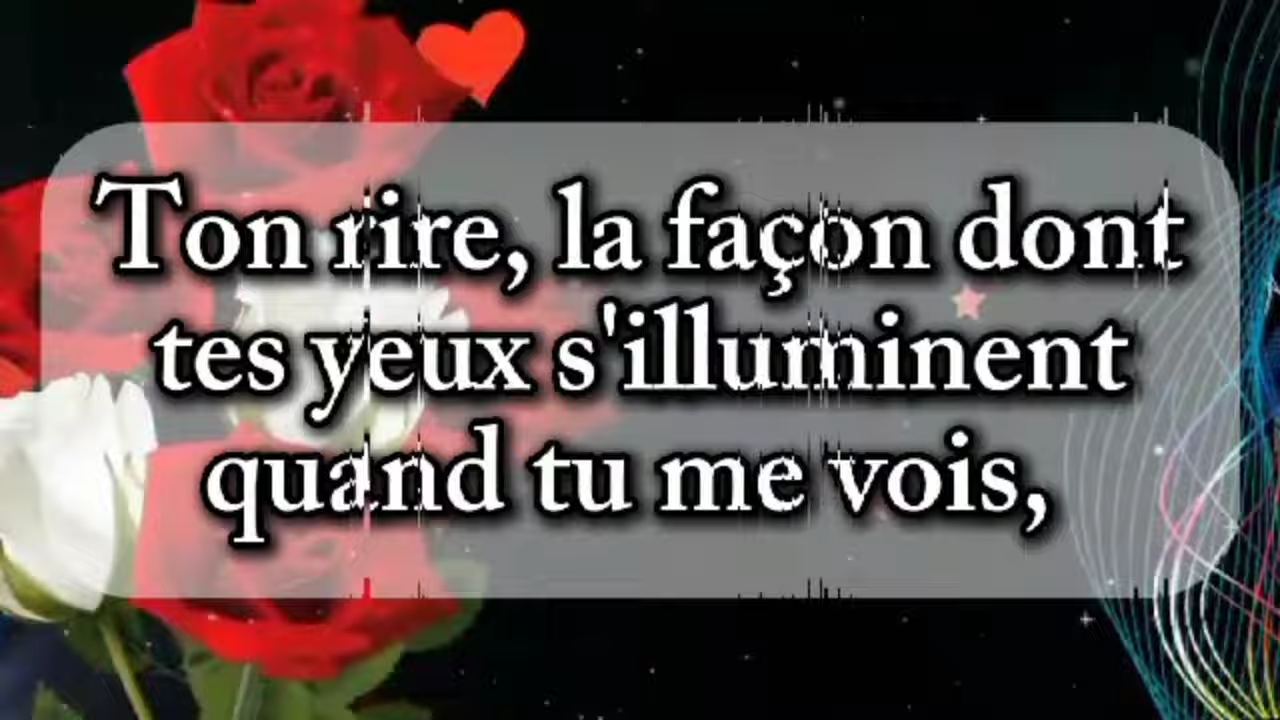 Ton rire, la façon dont
tes yeux s'illuminent
quand tu me vois,